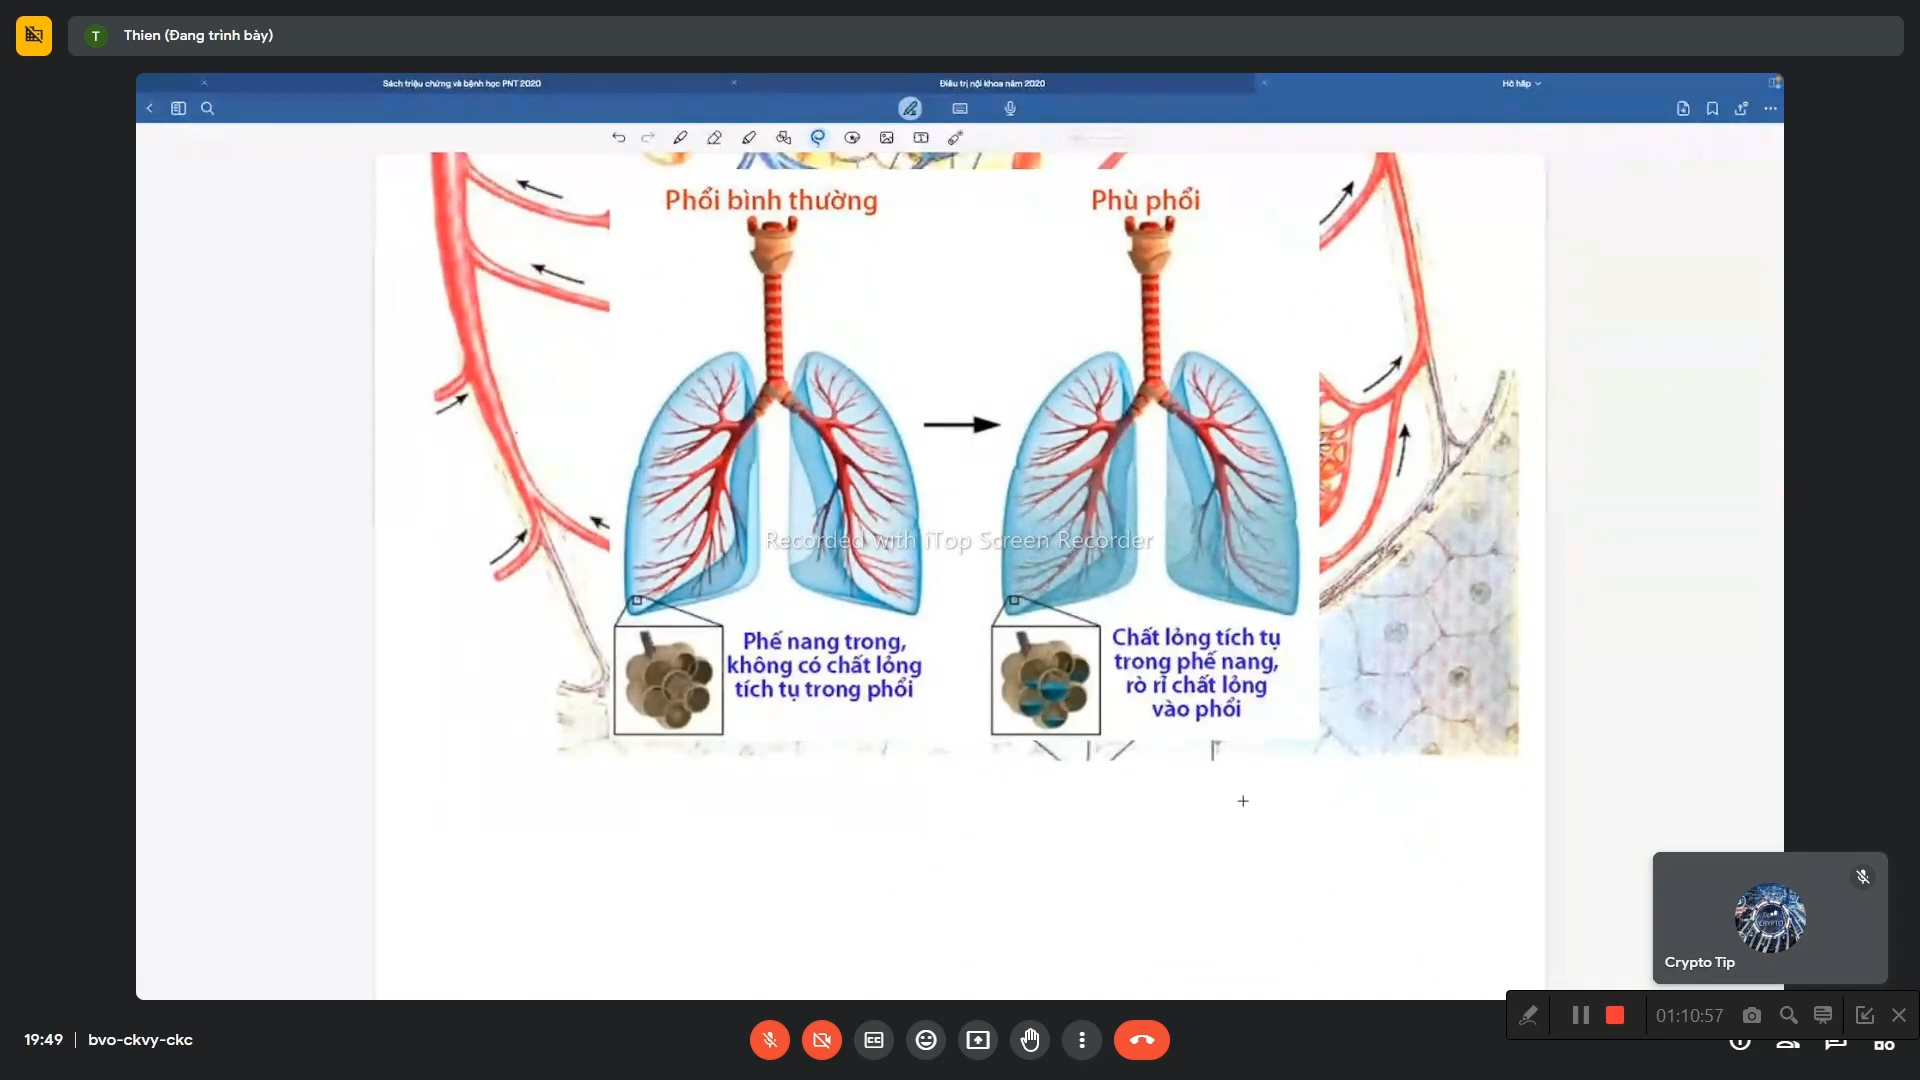 T Thien (Đang trình bày)
Sách triệu chứng và bệnh học PNT 2020
Điều trị nội khoa năm 2020
Hô hấp
Phổi bình thường
Phù phổi
Recorded with iTop Screen Recorder
Phế nang trong,
không có chất lỏng
tích tụ trong phổi
Chất lỏng tích tụ
trong phế nang,
rò rỉ chất lỏng
vào phổi
Crypto Tip
19:49 | bvo-ckvy-ckc
01:10:57